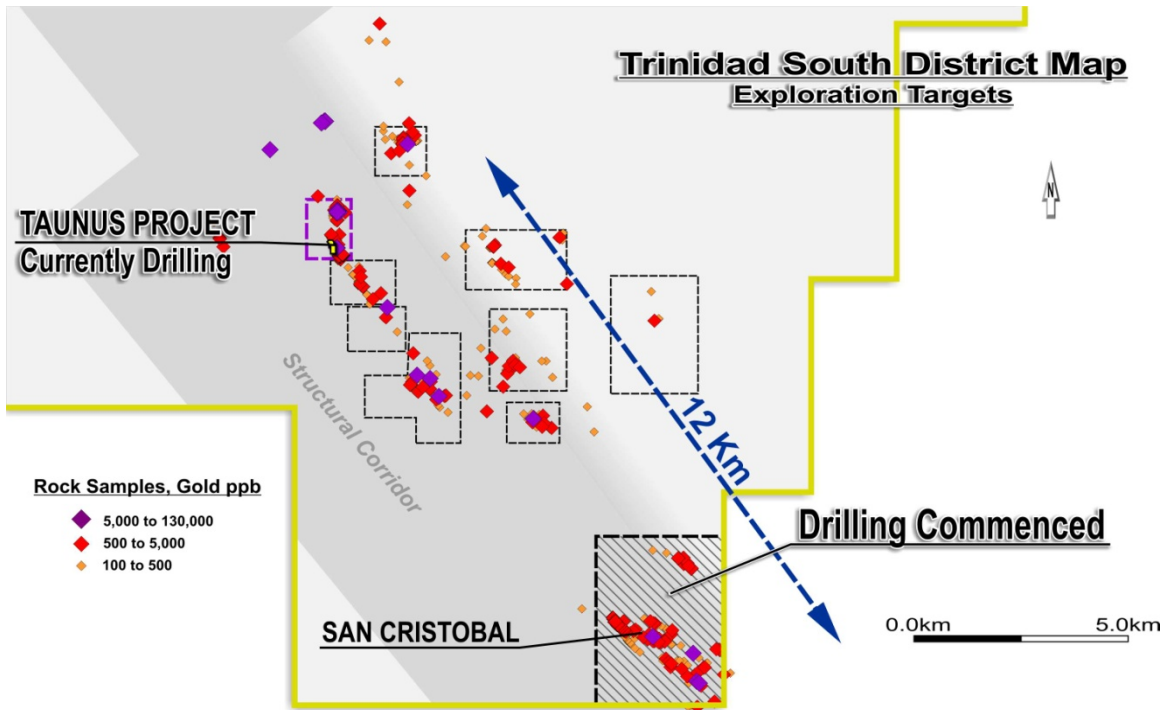 Trinidad South District Map
Exploration Targets
N
TAUNUS PROJECT
Currently Drilling
Structural Corridor
12 Km
Rock Samples, Gold ppb
5,000 to 130,000
500 to 5,000
100 to 500
Drilling Commenced
SAN CRISTOBAL
0.0km 5.0km